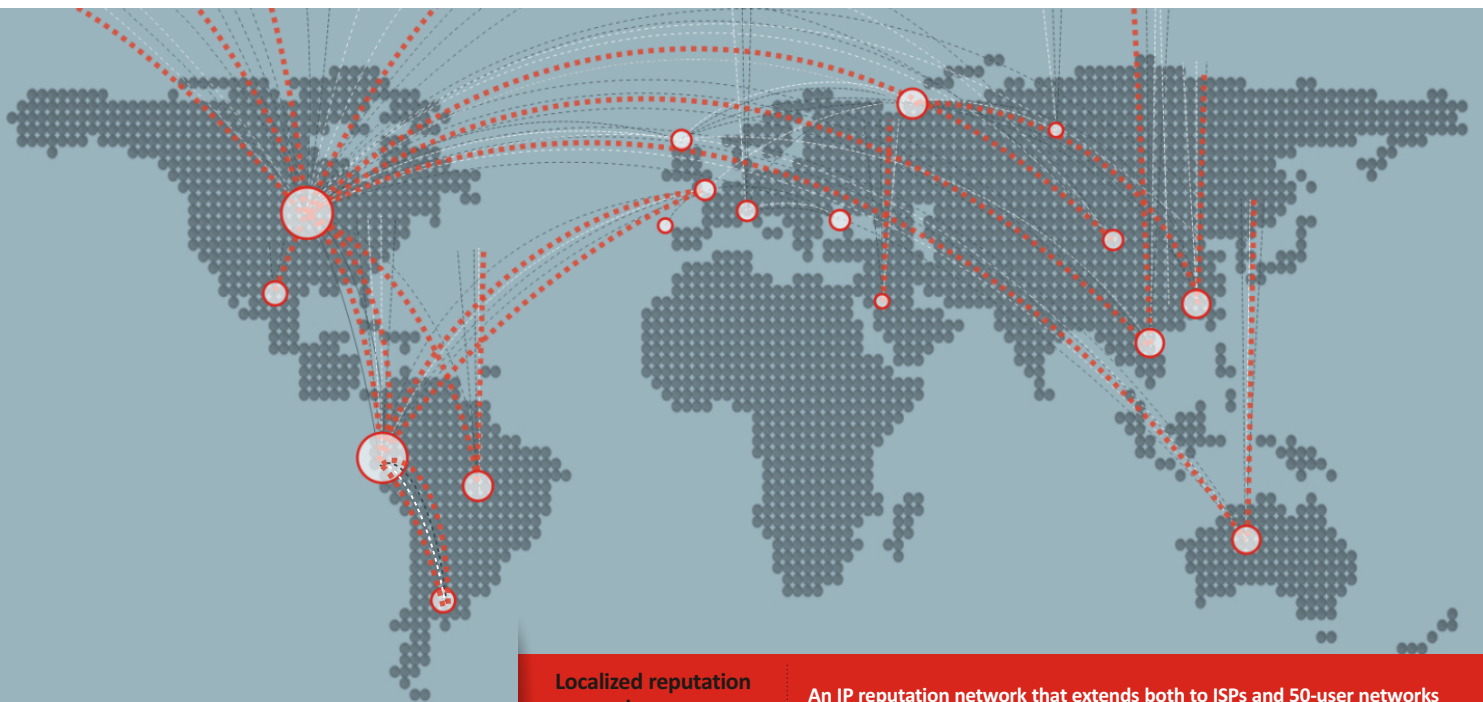 Localized reputation
An IP reputation network that extends both to ISPs and 50-user networks